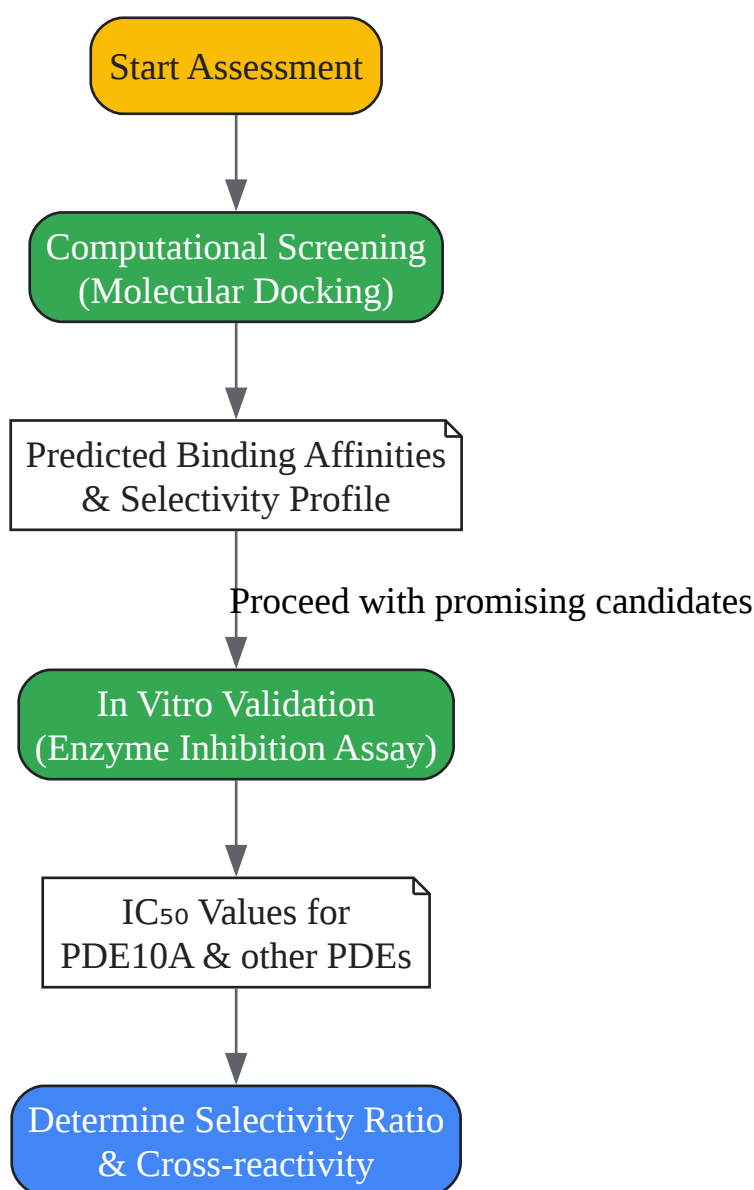 Start Assessment
Computational Screening
(Molecular Docking)
Predicted Binding Affinities
& Selectivity Profile
Proceed with promising candidates
In Vitro Validation
(Enzyme Inhibition Assay)
IC₅₀ Values for
PDE10A & other PDEs
Determine Selectivity Ratio
& Cross-reactivity